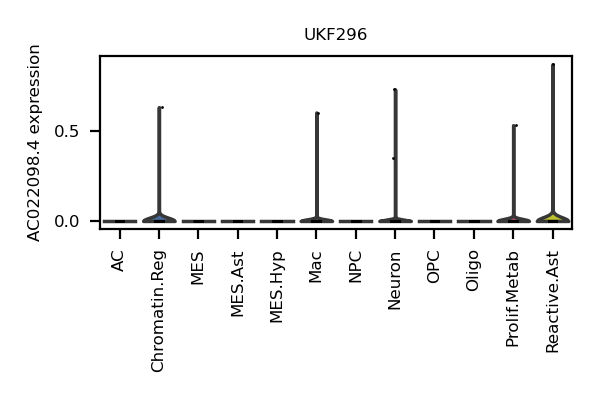 UKF296
AC022098.4 expression
0.5
0.0
AC
Chromatin.Reg
MES
MES.Ast
MES.Hyp
Mac
NPC
Neuron
OPC
Oligo
Prolif.Metab
Reactive.Ast